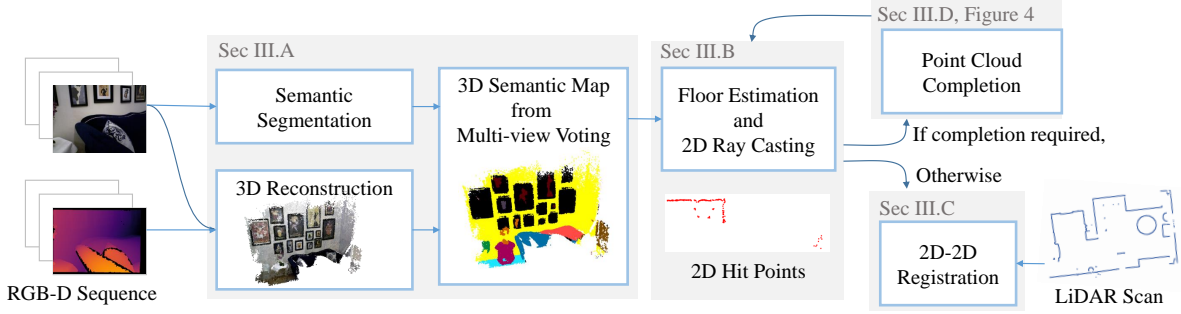 RGB-D Sequence
Sec III.A
Semantic
Segmentation
3D Reconstruction
3D Semantic Map
from
Multi-view Voting
Sec III.B
Floor Estimation
and
2D Ray Casting
2D Hit Points
Sec III.D, Figure 4
Point Cloud
Completion
If completion required,
Otherwise
Sec III.C
2D-2D
Registration
LiDAR Scan